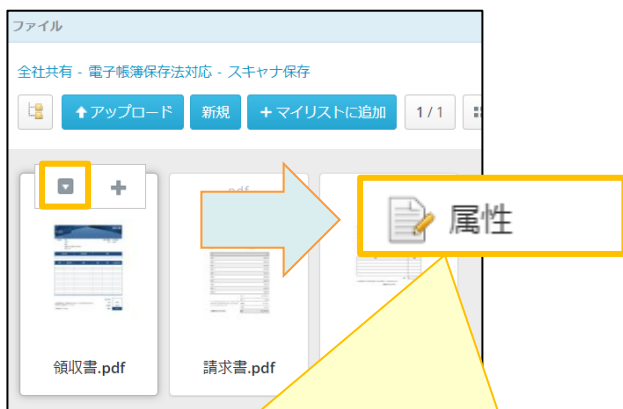 ファイル
全社共有 - 電子帳簿保存法対応 - スキャナ保存
アップロード 新規 + マイリストに追加 1 / 1
属性
領収書.pdf 請求書.pdf